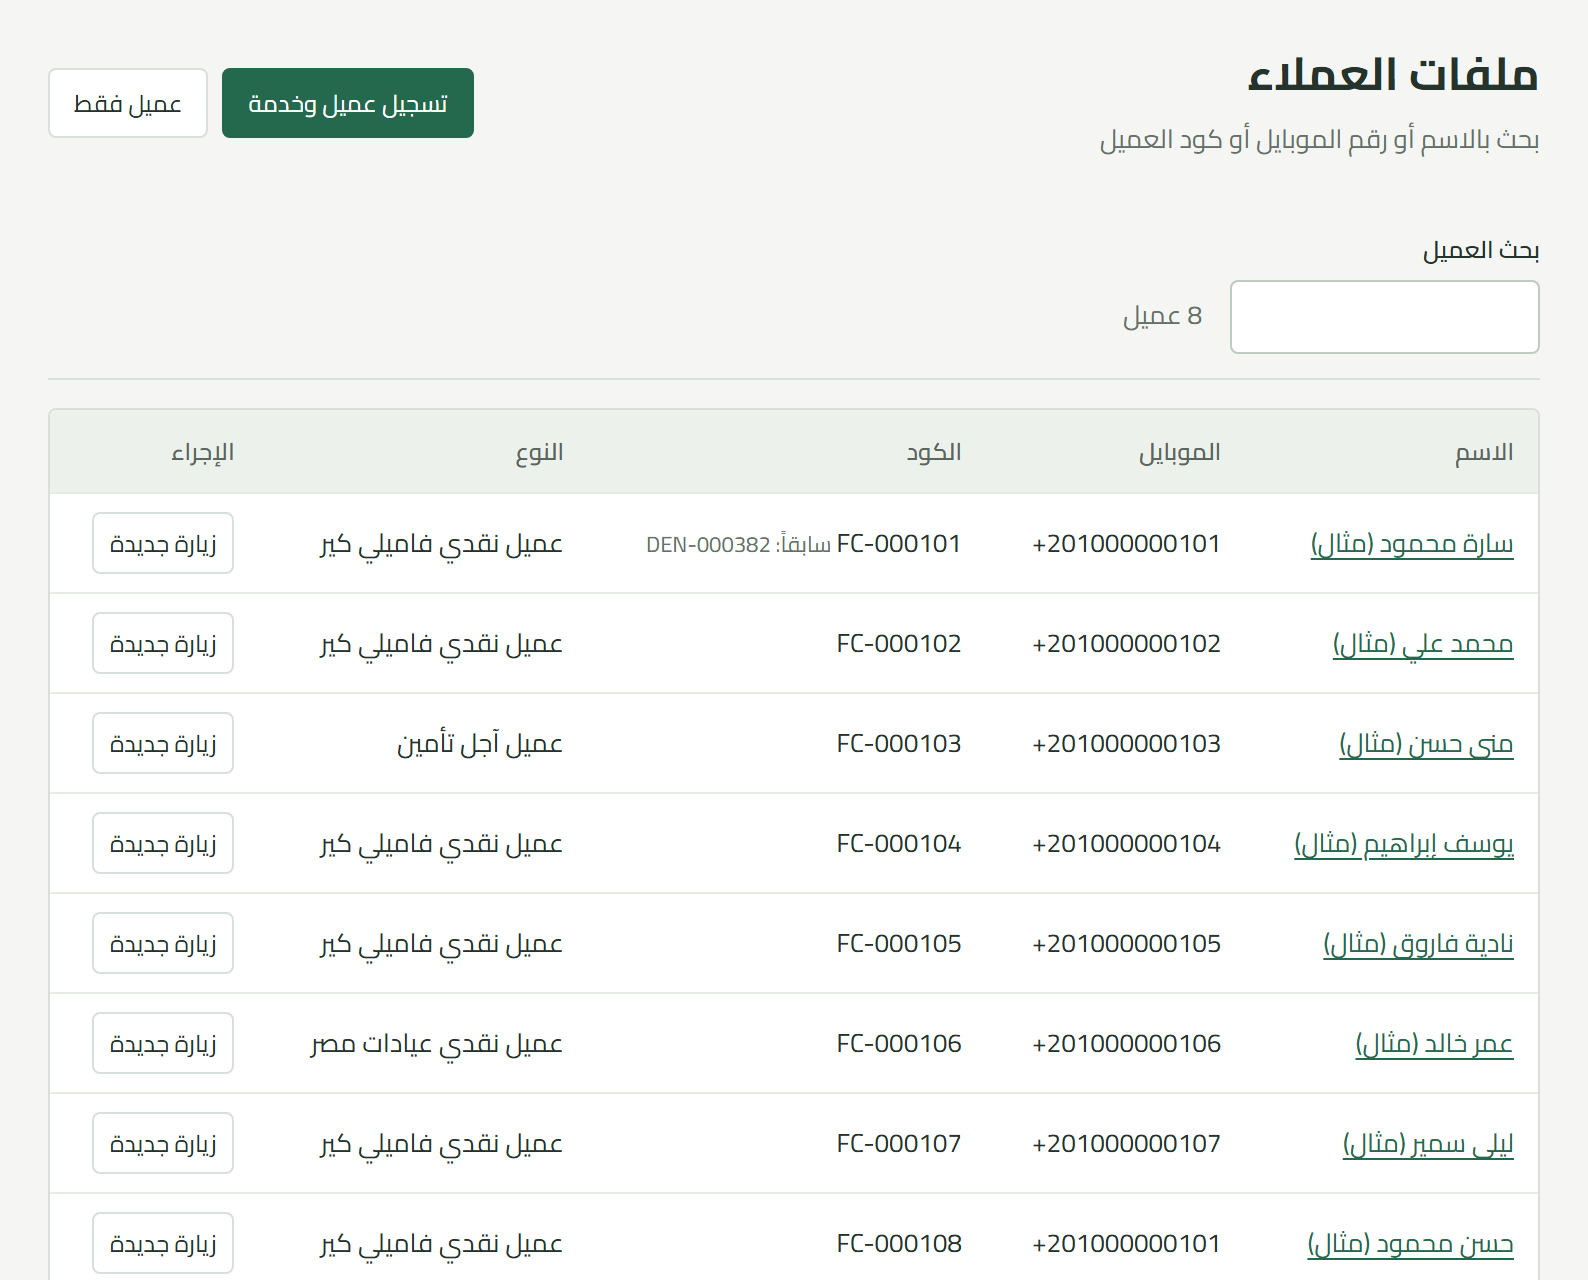 ملفات العملاء
بحث بالاسم أو رقم الموبايل أو كود العميل
تسجيل عميل وخدمة
عميل فقط
بحث العميل
8 عميل
الاسم الموبايل الكود النوع الإجراء
سارة محمود (مثال) +201000000101 FC-000101 سابقاً: DEN-000382 عميل نقدي فاميلي كير زيارة جديدة
محمد علي (مثال) +201000000102 FC-000102 عميل نقدي فاميلي كير زيارة جديدة
منى حسن (مثال) +201000000103 FC-000103 عميل آجل تأمين زيارة جديدة
يوسف إبراهيم (مثال) +201000000104 FC-000104 عميل نقدي فاميلي كير زيارة جديدة
نادية فاروق (مثال) +201000000105 FC-000105 عميل نقدي فاميلي كير زيارة جديدة
عمر خالد (مثال) +201000000106 FC-000106 عميل نقدي عيادات مصر زيارة جديدة
ليلى سمير (مثال) +201000000107 FC-000107 عميل نقدي فاميلي كير زيارة جديدة
حسن محمود (مثال) +201000000101 FC-000108 عميل نقدي فاميلي كير زيارة جديدة